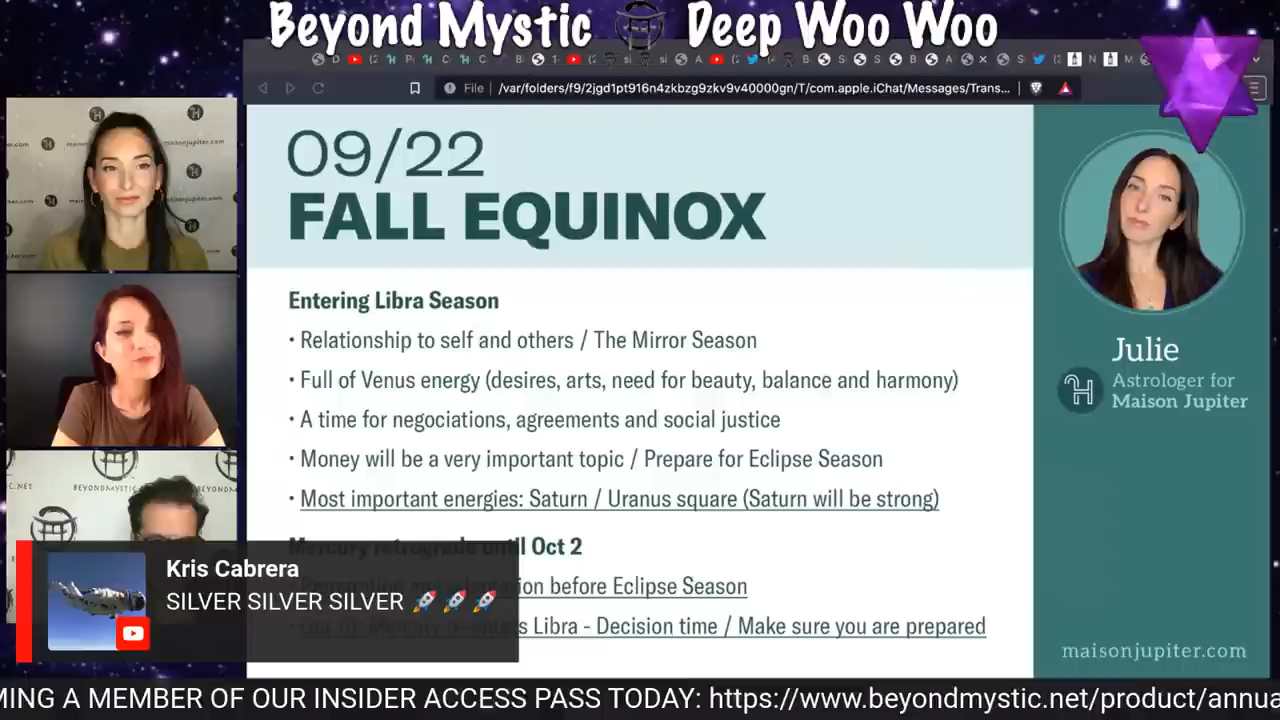 Beyond Mystic Deep Woo Woo
File /var/folders/f9/2jgd1pt916n4zkbzg9zkv9v40000gn/T/com.apple.iChat/Messages/Trans...
09/22
FALL EQUINOX
Entering Libra Season
• Relationship to self and others / The Mirror Season
• Full of Venus energy (desires, arts, need for beauty, balance and harmony)
• A time for negociations, agreements and social justice
• Money will be a very important topic / Prepare for Eclipse Season
• Most important energies: Saturn / Uranus square (Saturn will be strong)
Mercury retrograde until Oct 2
before Eclipse Season
Libra - Decision time / Make sure you are prepared
Julie
Astrologer for
Maison Jupiter
maisonjupiter.com
maisonjupiter.com
BEYONDMYSTIC.NET
Kris Cabrera
SILVER SILVER SILVER 🚀🚀🚀
MING A MEMBER OF OUR INSIDER ACCESS PASS TODAY: https://www.beyondmystic.net/product/annua